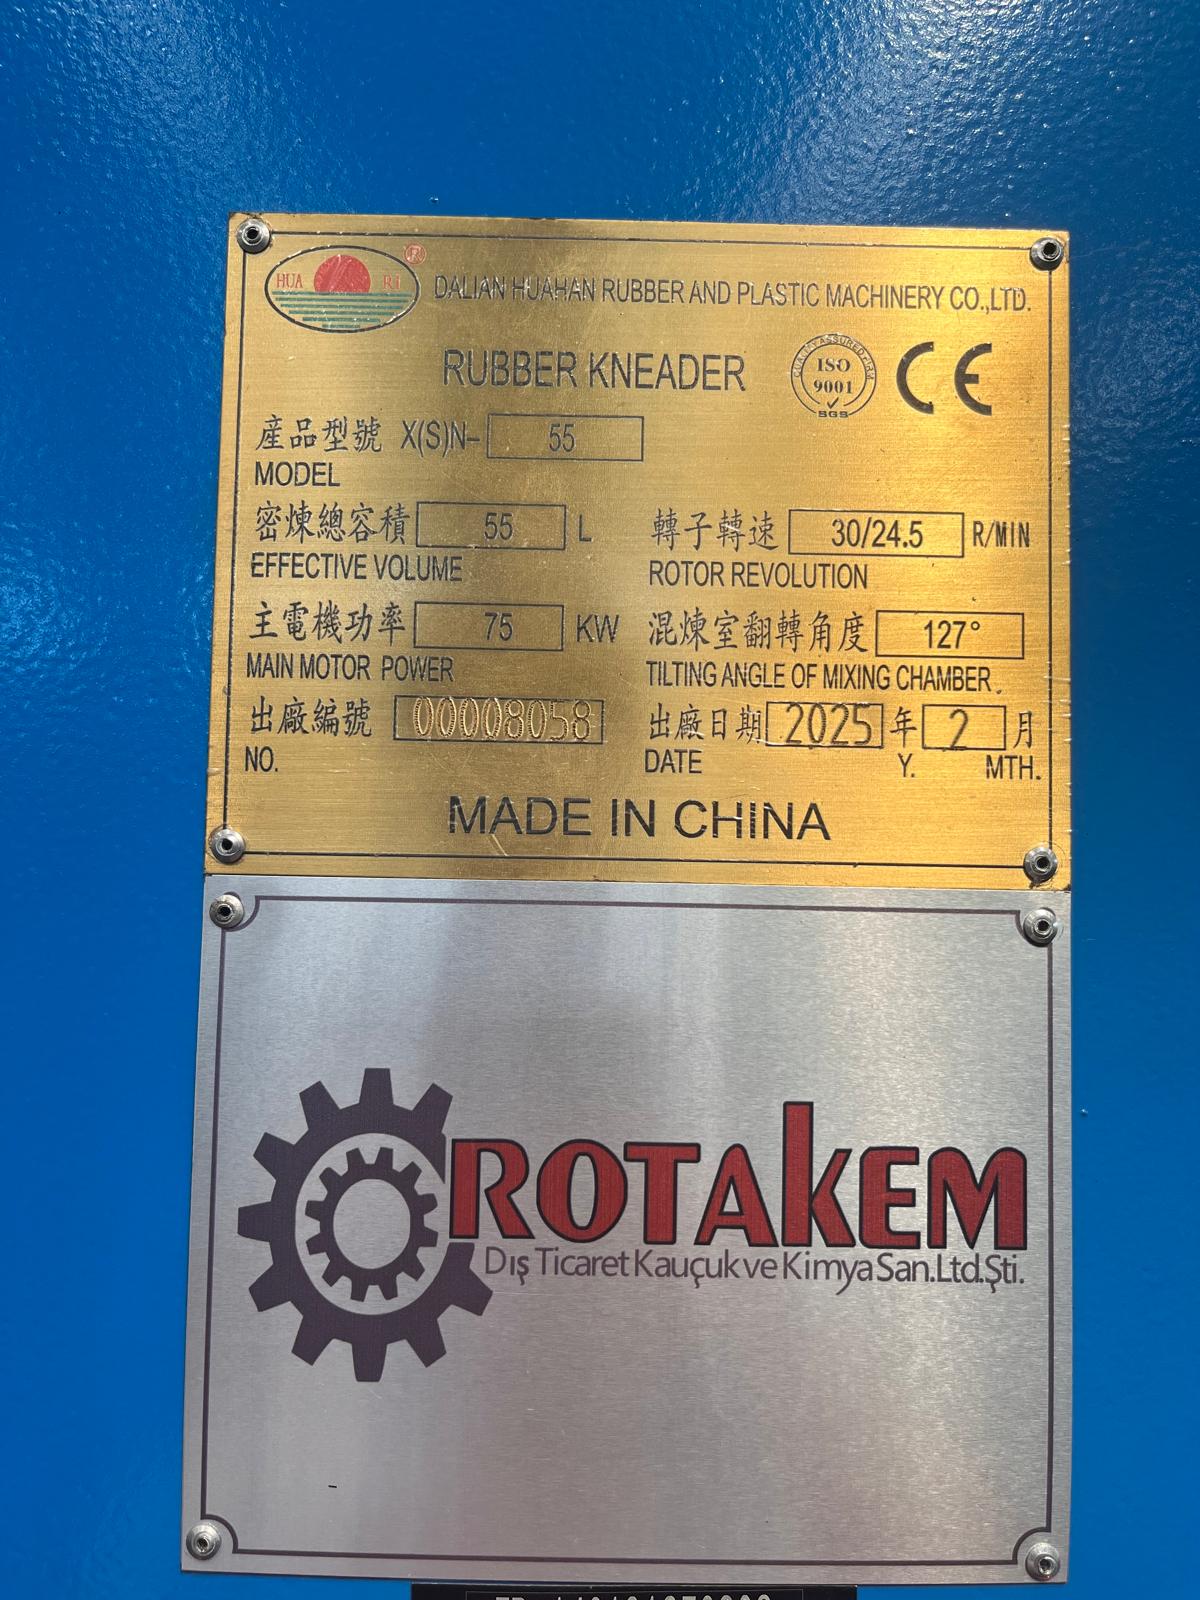 HUA Ri ®
DALIAN HUAHAN RUBBER AND PLASTIC MACHINERY CO.,LTD.
RUBBER KNEADER
QUALITY ASSURED FIRM
ISO
9001
SGS
CE
產品型號 X(S)N- 55
MODEL
密煉總容積 55 L 轉子轉速 30/24.5 R/MIN
EFFECTIVE VOLUME ROTOR REVOLUTION
主電機功率 75 KW 混煉室翻轉角度 127°
MAIN MOTOR POWER TILTING ANGLE OF MIXING CHAMBER.
出廠編號 00008058 出廠日期 2025 年 2 月
NO. DATE Y. MTH.
MADE IN CHINA
ROTAKEM
Dış Ticaret Kauçuk ve Kimya San.Ltd.Şti.